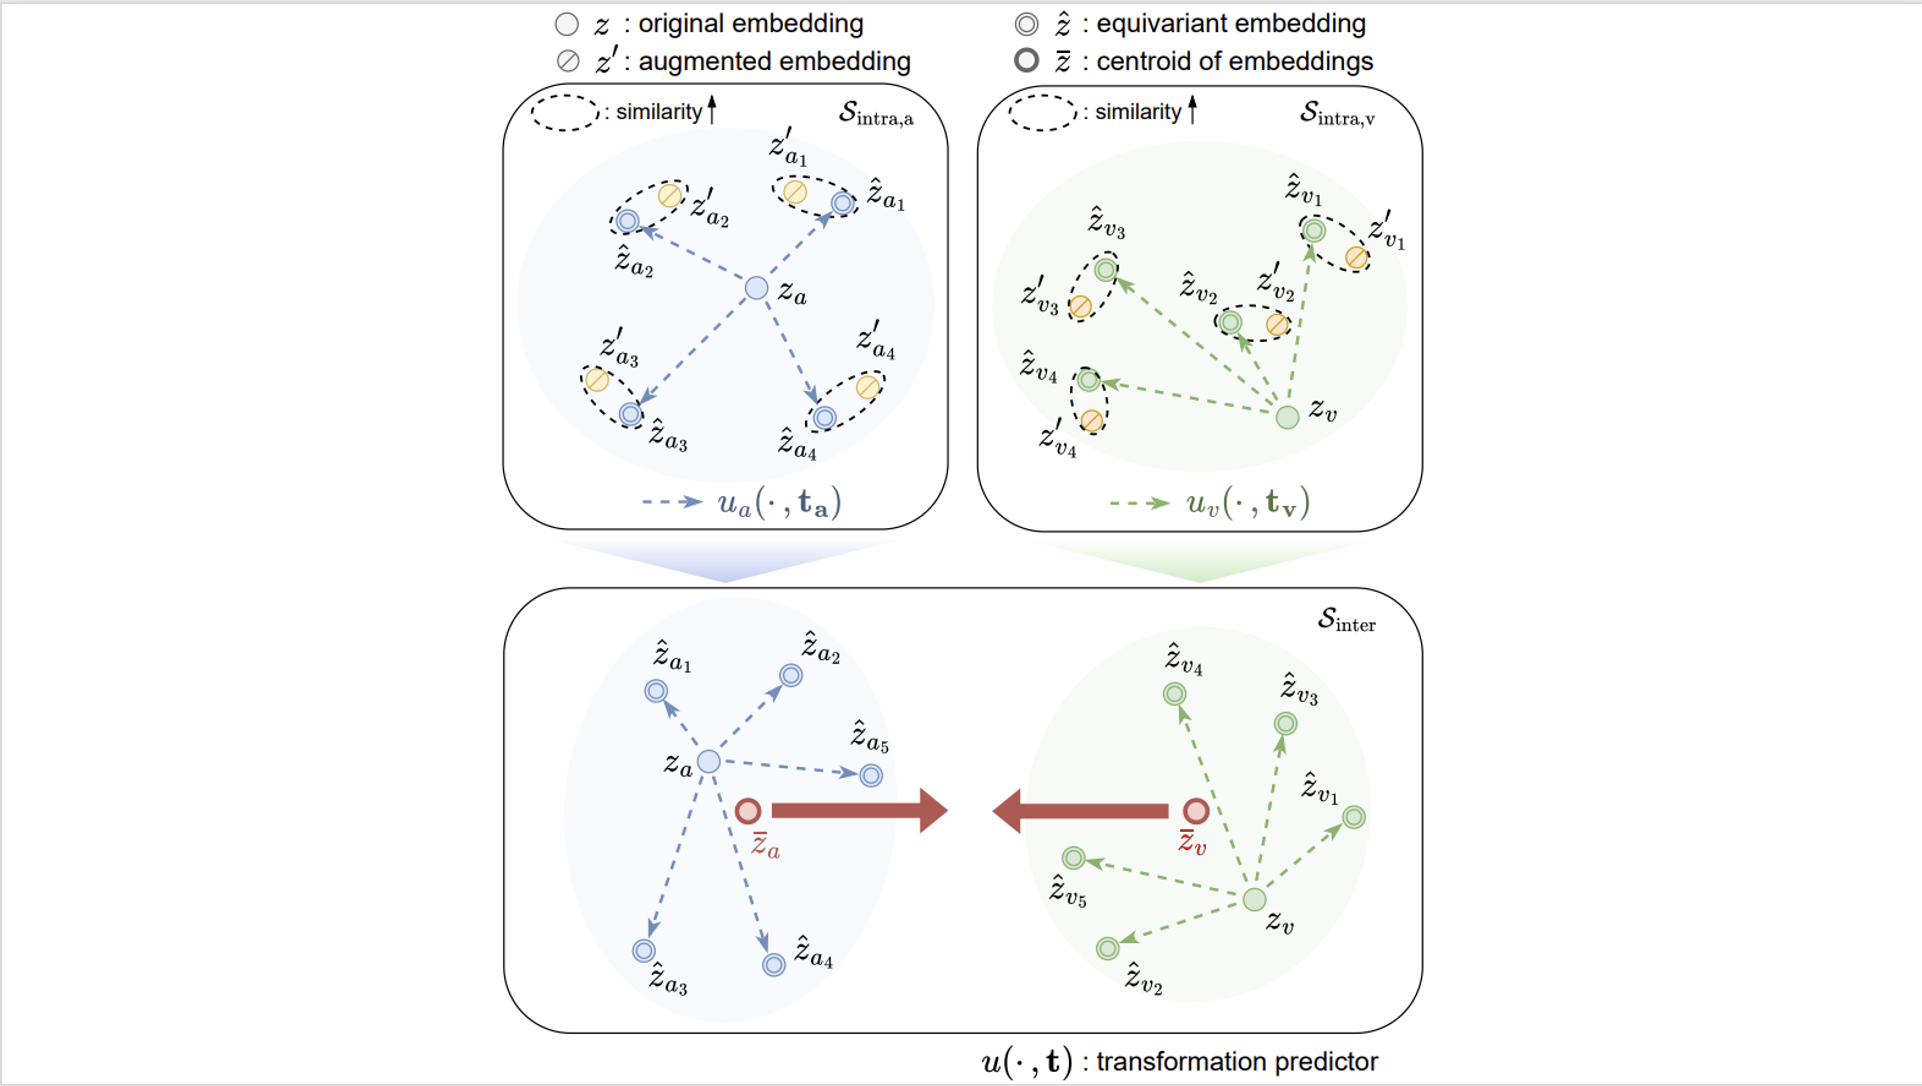 z : original embedding
z′ : augmented embedding
ẑ : equivariant embedding
z̄ : centroid of embeddings
: similarity ↑
𝒮intra,a
z′a1
ẑa1
z′a2
ẑa2
za
z′a3
ẑa3
z′a4
ẑa4
ua(· , ta)
: similarity ↑
𝒮intra,v
ẑv1
z′v1
ẑv3
z′v3
ẑv2
z′v2
ẑv4
z′v4
zv
uv(· , tv)
𝒮inter
ẑa1
ẑa2
ẑa5
za
z̄a
ẑa3
ẑa4
ẑv4
ẑv3
ẑv1
z̄v
ẑv5
zv
ẑv2
u(· , t) : transformation predictor